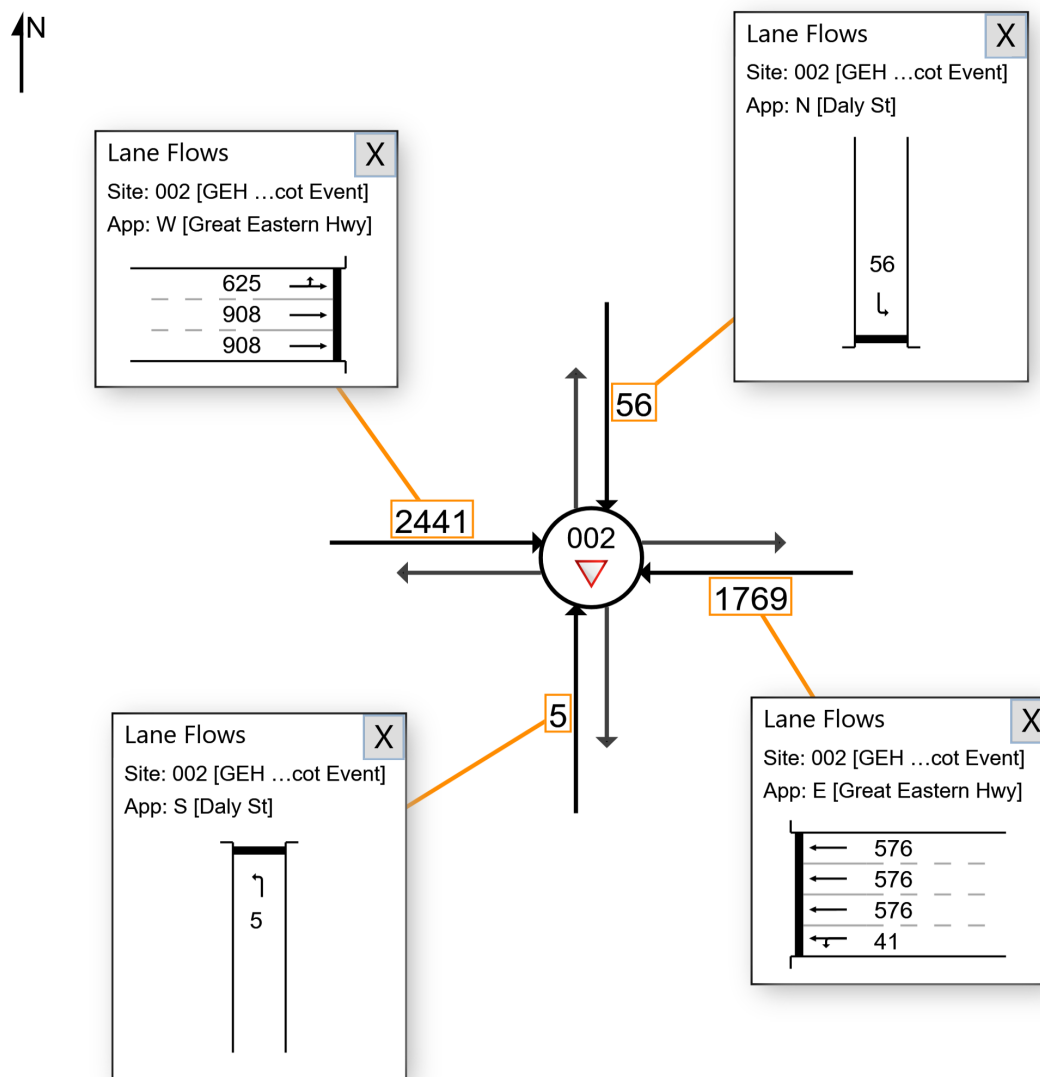 N
Lane Flows X
Site: 002 [GEH ...cot Event]
App: N [Daly St]
56
Lane Flows X
Site: 002 [GEH ...cot Event]
App: W [Great Eastern Hwy]
625
908
908
56
2441
002
1769
5
Lane Flows X
Site: 002 [GEH ...cot Event]
App: S [Daly St]
5
Lane Flows X
Site: 002 [GEH ...cot Event]
App: E [Great Eastern Hwy]
576
576
576
41